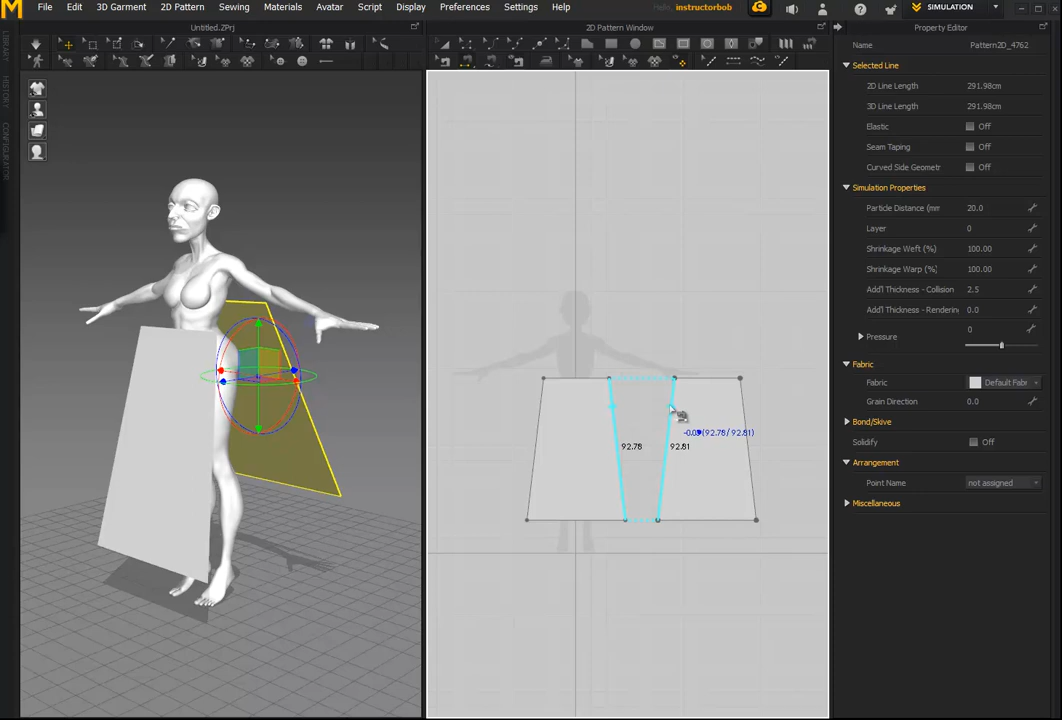 File Edit 3D Garment 2D Pattern Sewing Materials Avatar Script Display Preferences Settings Help Hello, instructorbob SIMULATION
Untitled.ZPrj 2D Pattern Window Property Editor
LIBRARY
HISTORY
CONFIGURATOR
Name Pattern2D_4762
Selected Line
2D Line Length 291.98cm
3D Line Length 291.98cm
Elastic Off
Seam Taping Off
Curved Side Geometr Off
Simulation Properties
Particle Distance (mm 20.0
Layer 0
Shrinkage Weft (%) 100.00
Shrinkage Warp (%) 100.00
Add'l Thickness - Collision 2.5
Add'l Thickness - Renderin 0.0
Pressure 0
Fabric
Fabric Default Fabr
Grain Direction 0.0
Bond/Skive
Solidify Off
Arrangement
Point Name not assigned
Miscellaneous
(92.78/ 92.81)
92.78 92.81